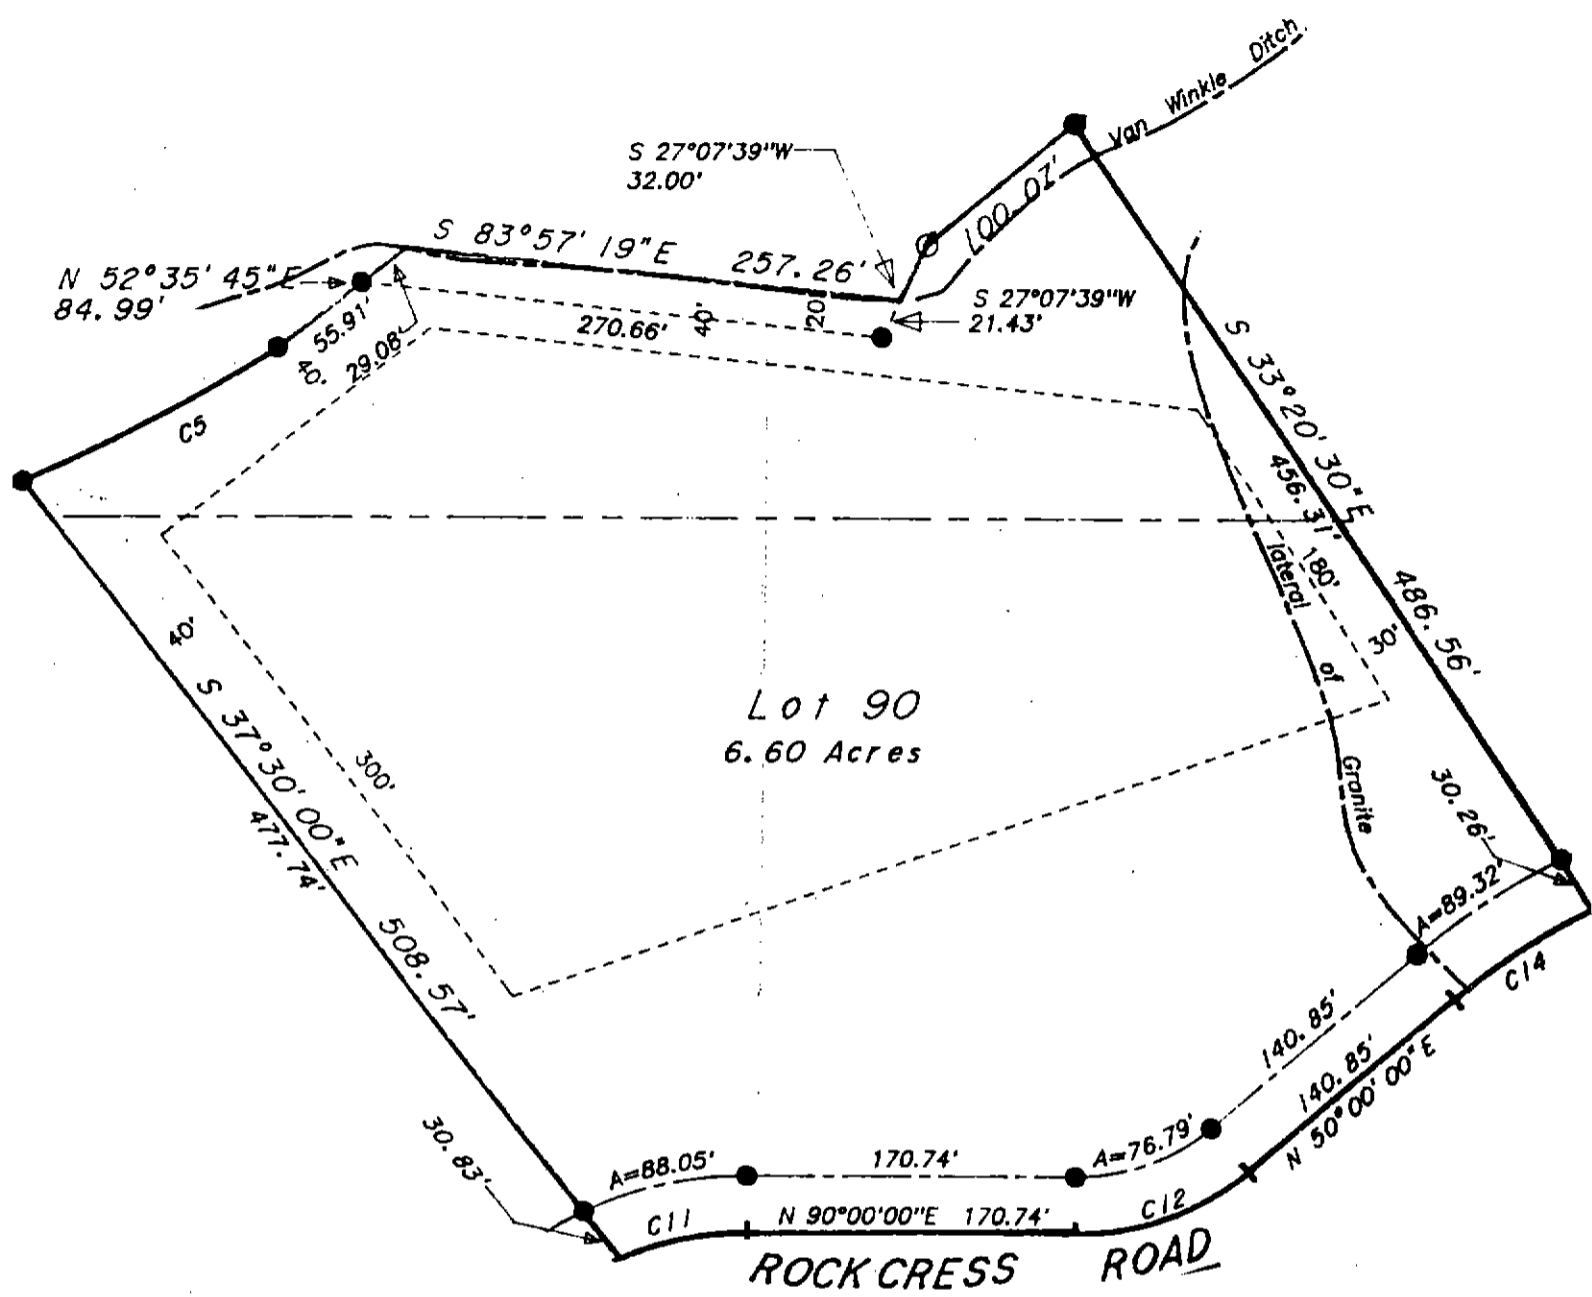 Van Winkle Ditch
S 27°07'39"W
32.00'
100.07'
S 83°57'19"E 257.26'
N 52°35'45"E
84.99'
S 27°07'39"W
21.43'
55.91'
40'
29.08'
270.66'
40'
20'
C5
S 33°20'30"E
456.31'
486.56'
180'
30'
lateral of Granite
40'
S 37°30'00"E
477.74'
508.57'
300'
Lot 90
6.60 Acres
30.26'
A=89.32'
C14
140.85'
140.85'
N 50°00'00"E
30.83'
A=88.05'
170.74'
A=76.79'
C11
N 90°00'00"E 170.74'
C12
ROCK CRESS ROAD